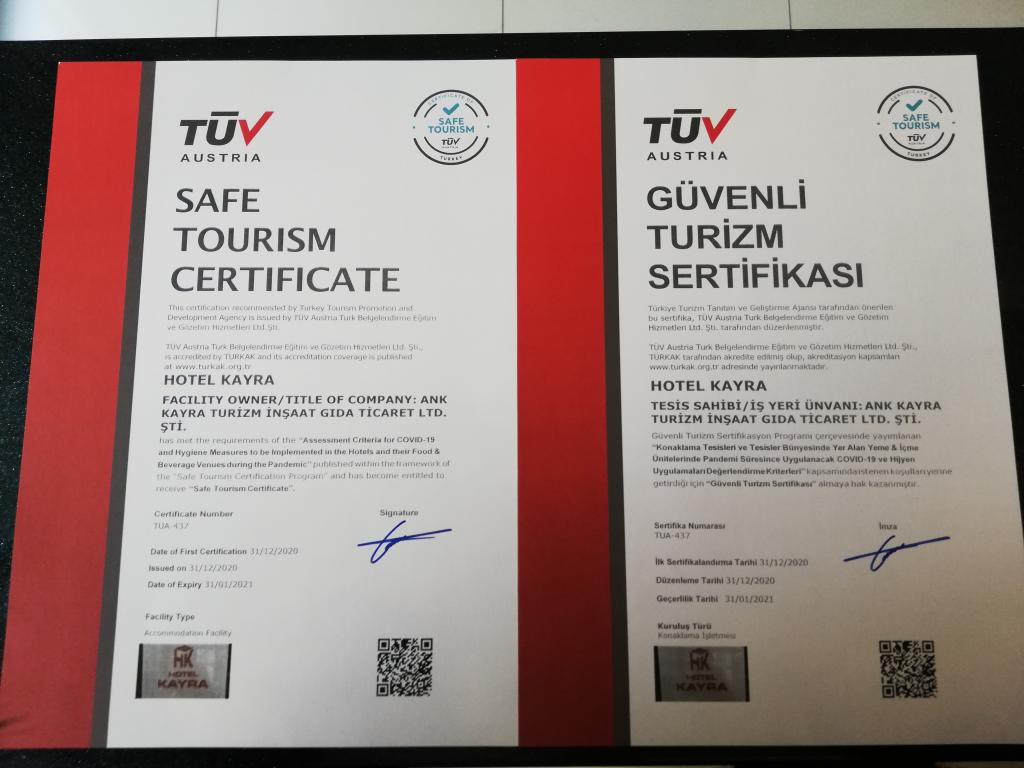 TÜV
AUSTRIA
CERTIFICATE OF
SAFE
TOURISM
TÜV
AUSTRIA
TURKEY
SAFE
TOURISM
CERTIFICATE
This certification recommended by Turkey Tourism Promotion and
Development Agency is issued by TÜV Austria Turk Belgelendirme Eğitim
ve Gözetim Hizmetleri Ltd.Şti.
TÜV Austria Turk Belgelendirme Eğitim ve Gözetim Hizmetleri Ltd. Şti.,
is accredited by TURKAK and its accreditation coverage is published
at www.turkak.org.tr
HOTEL KAYRA
FACILITY OWNER/TITLE OF COMPANY: ANK
KAYRA TURİZM İNŞAAT GIDA TİCARET LTD.
ŞTİ.
has met the requirements of the "Assessment Criteria for COVID-19
and Hygiene Measures to be Implemented in the Hotels and their Food &
Beverage Venues during the Pandemic" published within the framework of
the "Safe Tourism Certification Program" and has become entitled to
receive "Safe Tourism Certificate".
Certificate Number
TUA-437
Signature
Date of First Certification 31/12/2020
Issued on 31/12/2020
Date of Expiry 31/01/2021
Facility Type
Accommodation Facility
HK
HOTEL
KAYRA
TÜV
AUSTRIA
CERTIFICATE OF
SAFE
TOURISM
TÜV
AUSTRIA
TURKEY
GÜVENLİ
TURİZM
SERTİFİKASI
Türkiye Turizm Tanıtım ve Geliştirme Ajansı tarafından önerilen
bu sertifika, TÜV Austria Turk Belgelendirme Eğitim ve Gözetim
Hizmetleri Ltd. Şti. tarafından düzenlenmiştir.
TÜV Austria Turk Belgelendirme Eğitim ve Gözetim Hizmetleri Ltd. Şti.,
TÜRKAK tarafından akredite edilmiş olup, akreditasyon kapsamları
www.turkak.org.tr adresinde yayınlanmaktadır.
HOTEL KAYRA
TESİS SAHİBİ/İŞ YERİ ÜNVANI: ANK KAYRA
TURİZM İNŞAAT GIDA TİCARET LTD. ŞTİ.
Güvenli Turizm Sertifikasyon Programı çerçevesinde yayımlanan
"Konaklama Tesisleri ve Tesisler Bünyesinde Yer Alan Yeme & İçme
Ünitelerinde Pandemi Süresince Uygulanacak COVID-19 ve Hijyen
Uygulamaları Değerlendirme Kriterleri" kapsamında istenen koşulları yerine
getirdiği için "Güvenli Turizm Sertifikası" almaya hak kazanmıştır.
Sertifika Numarası
TUA-437
İmza
İlk Sertifikalandırma Tarihi 31/12/2020
Düzenleme Tarihi 31/12/2020
Geçerlilik Tarihi 31/01/2021
Kuruluş Türü
Konaklama İşletmesi
HK
HOTEL
KAYRA